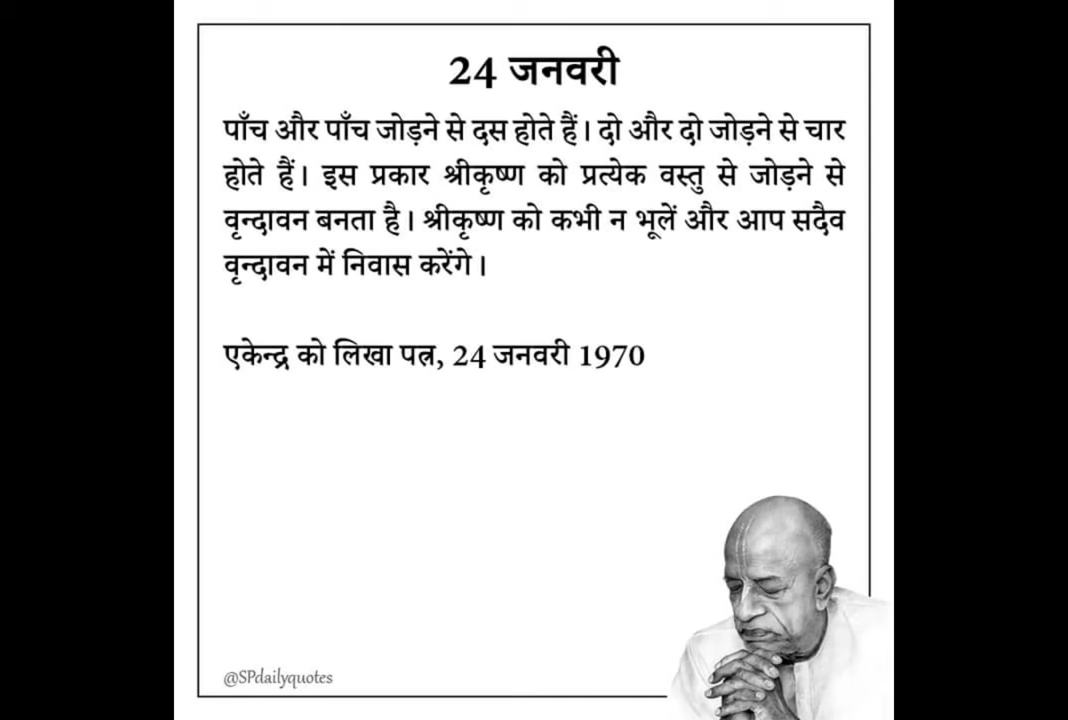 24 जनवरी
पाँच और पाँच जोड़ने से दस होते हैं। दो और दो जोड़ने से चार
होते हैं। इस प्रकार श्रीकृष्ण को प्रत्येक वस्तु से जोड़ने से
वृन्दावन बनता है। श्रीकृष्ण को कभी न भूलें और आप सदैव
वृन्दावन में निवास करेंगे।
एकेन्द्र को लिखा पत्र, 24 जनवरी 1970
@SPdailyquotes